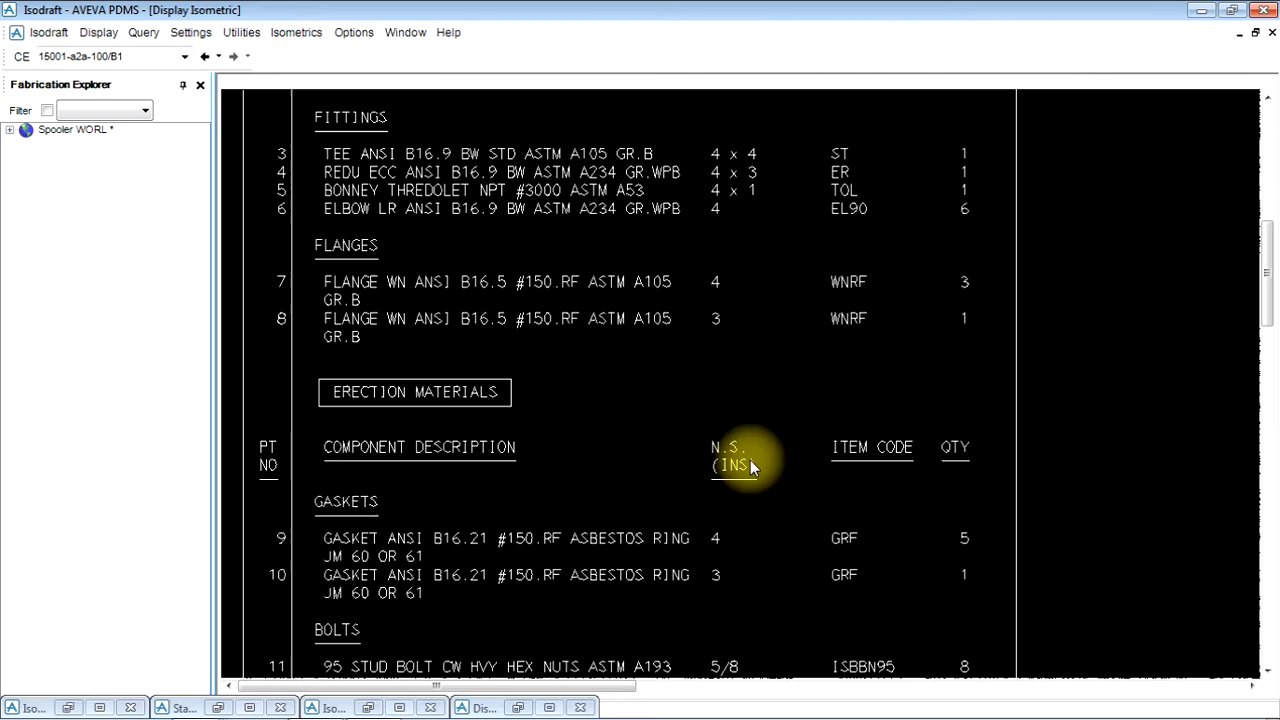 Isodraft - AVEVA PDMS - [Display Isometric]
Isodraft Display Query Settings Utilities Isometrics Options Window Help
CE 15001-a2a-100/B1
Fabrication Explorer
Filter
Spooler WORL *
FITTINGS
3 TEE ANSI B16.9 BW STD ASTM A105 GR.B 4 x 4 ST 1
4 REDU ECC ANSI B16.9 BW ASTM A234 GR.WPB 4 x 3 ER 1
5 BONNEY THREDOLET NPT #3000 ASTM A53 4 x 1 TOL 1
6 ELBOW LR ANSI B16.9 BW ASTM A234 GR.WPB 4 EL90 6
FLANGES
7 FLANGE WN ANSI B16.5 #150.RF ASTM A105 4 WNRF 3
GR.B
8 FLANGE WN ANSI B16.5 #150.RF ASTM A105 3 WNRF 1
GR.B
ERECTION MATERIALS
PT COMPONENT DESCRIPTION N.S. ITEM CODE QTY
NO (INS)
GASKETS
9 GASKET ANSI B16.21 #150.RF ASBESTOS RING 4 GRF 5
JM 60 OR 61
10 GASKET ANSI B16.21 #150.RF ASBESTOS RING 3 GRF 1
JM 60 OR 61
BOLTS
11 95 STUD BOLT CW HVY HEX NUTS ASTM A193 5/8 ISBBN95 8
Iso... Sta... Iso... Dis...